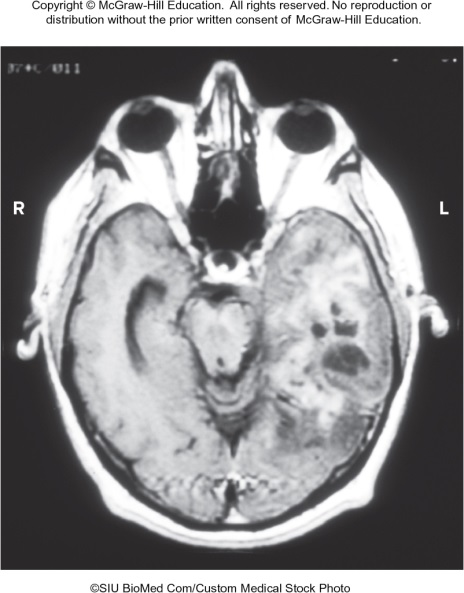 Copyright © McGraw-Hill Education. All rights reserved. No reproduction or
distribution without the prior written consent of McGraw-Hill Education.
R
L
©SIU BioMed Com/Custom Medical Stock Photo